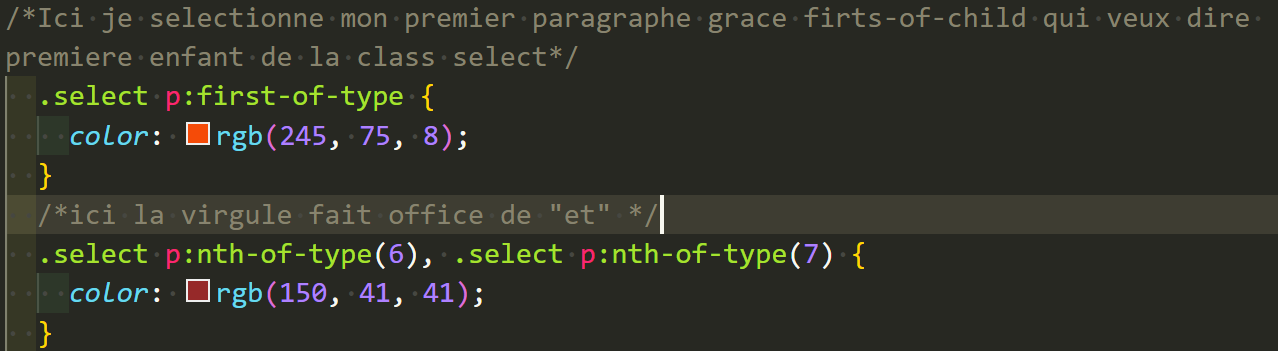 /*Ici je selectionne mon premier paragraphe grace firts-of-child qui veux dire
premiere enfant de la class select*/
.select p:first-of-type {
color: rgb(245, 75, 8);
}
/*ici la virgule fait office de "et" */
.select p:nth-of-type(6), .select p:nth-of-type(7) {
color: rgb(150, 41, 41);
}